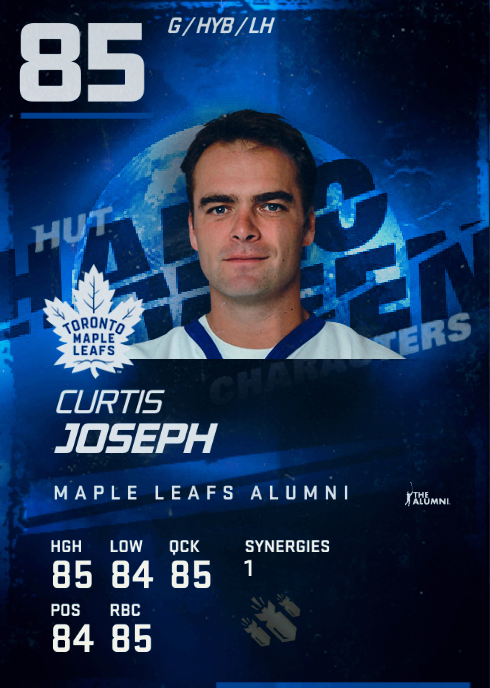 85
G / HYB / LH
HUT
CHARACTERS
TORONTO
MAPLE
LEAFS
CURTIS
JOSEPH
MAPLE LEAFS ALUMNI
THE
ALUMNI
HGH LOW QCK SYNERGIES
85 84 85 1
POS RBC
84 85